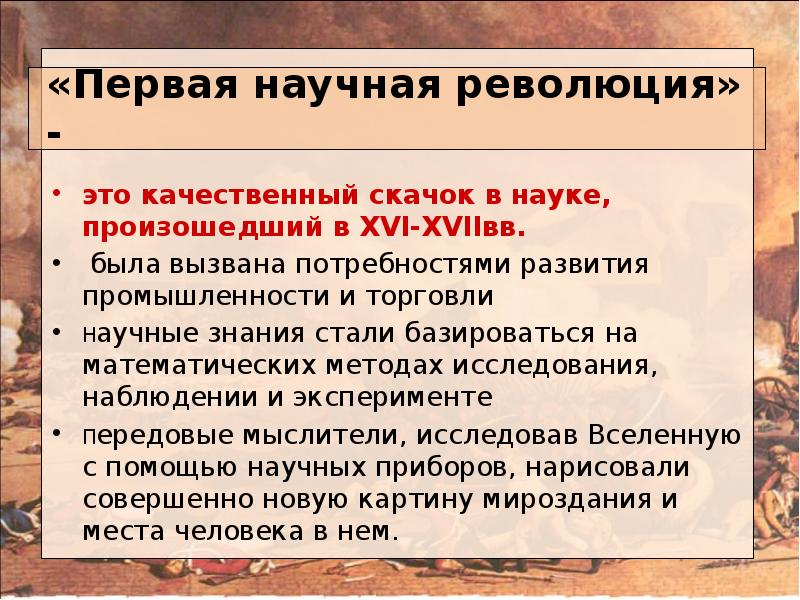 «Первая научная революция»
-
• это качественный скачок в науке,
произошедший в XVI-XVIIвв.
• была вызвана потребностями развития
промышленности и торговли
• научные знания стали базироваться на
математических методах исследования,
наблюдении и эксперименте
• передовые мыслители, исследовав Вселенную
с помощью научных приборов, нарисовали
совершенно новую картину мироздания и
места человека в нем.